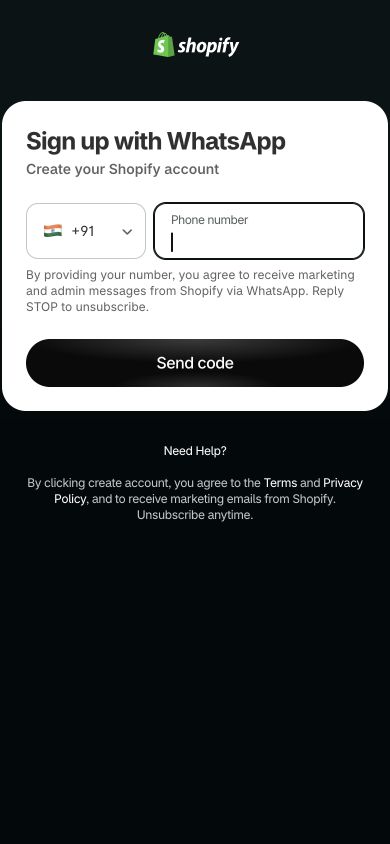 shopify
Sign up with WhatsApp
Create your Shopify account
+91
Phone number
By providing your number, you agree to receive marketing
and admin messages from Shopify via WhatsApp. Reply
STOP to unsubscribe.
Send code
Need Help?
By clicking create account, you agree to the Terms and Privacy
Policy, and to receive marketing emails from Shopify.
Unsubscribe anytime.